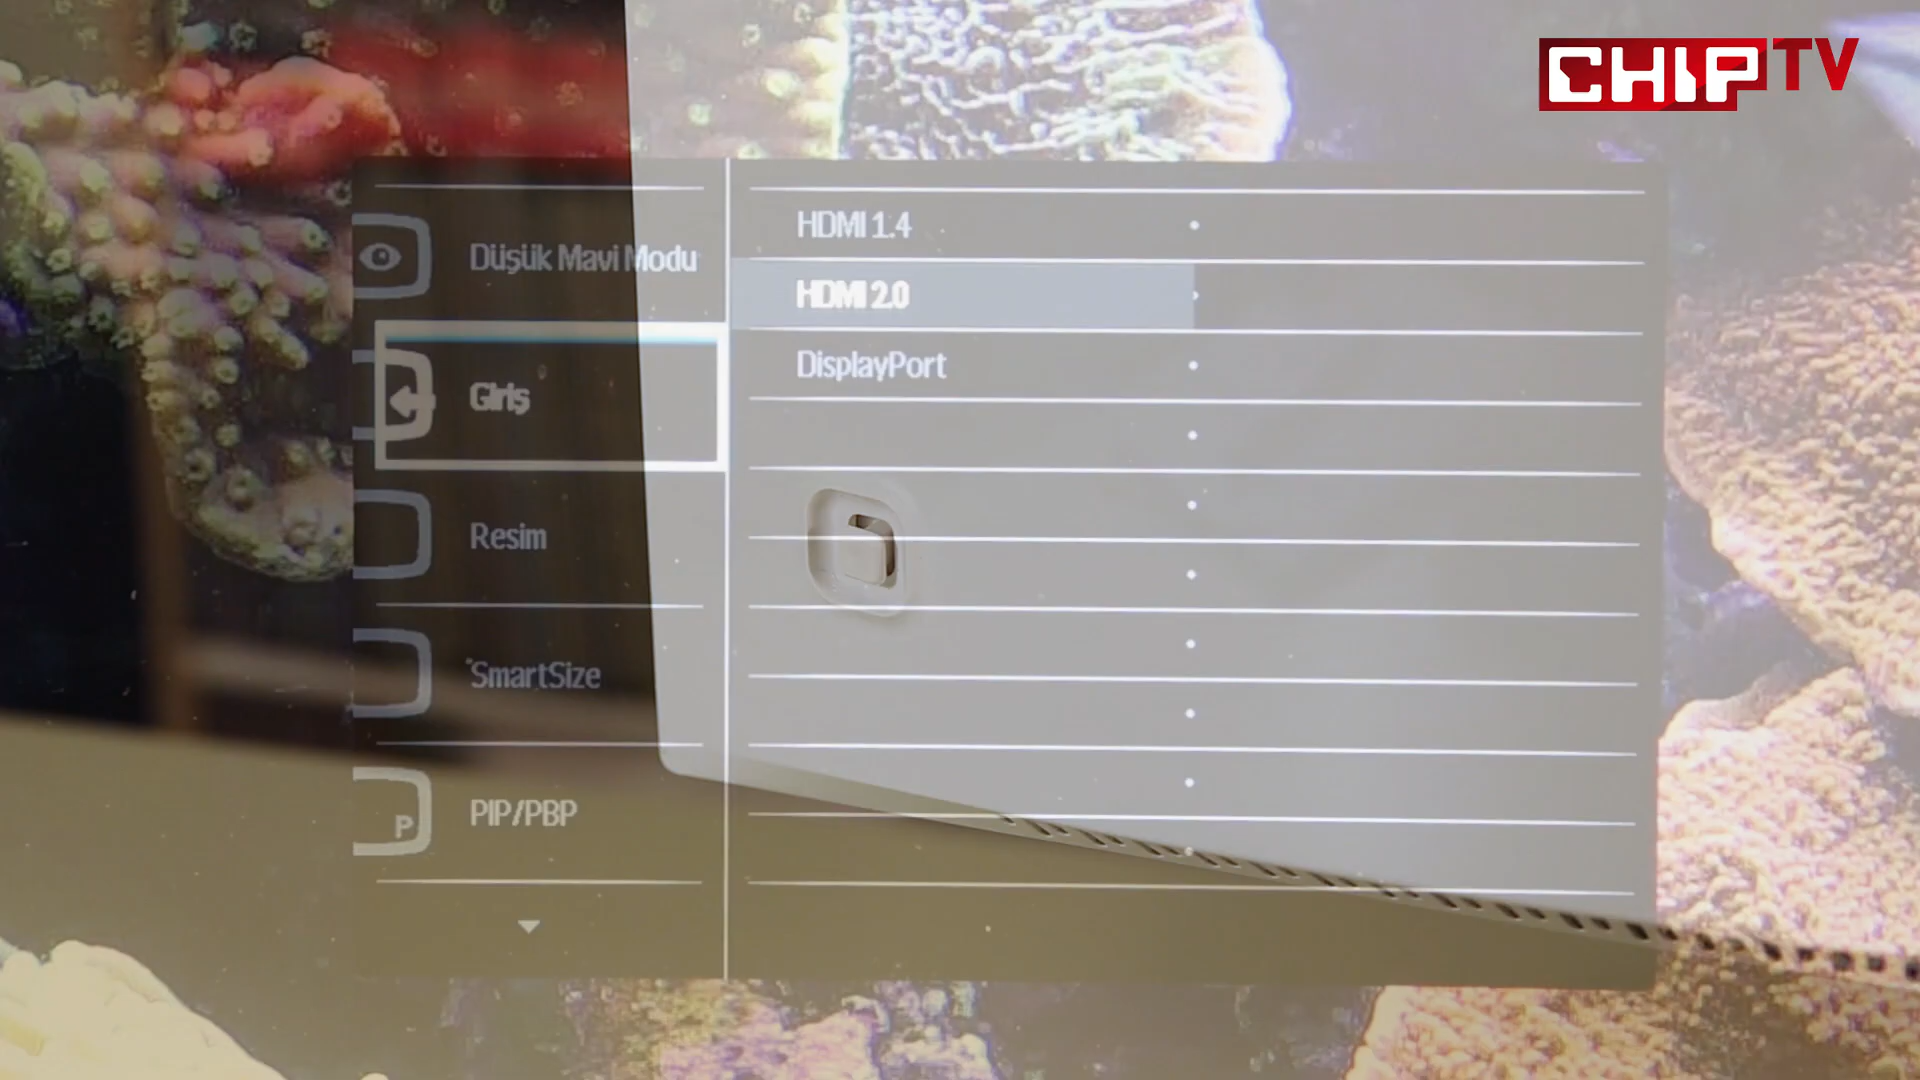 CHIP TV
HDMI 1.4
Düşük Mavi Modu
HDMI 2.0
DisplayPort
Giriş
Resim
SmartSize
P
PIP/PBP